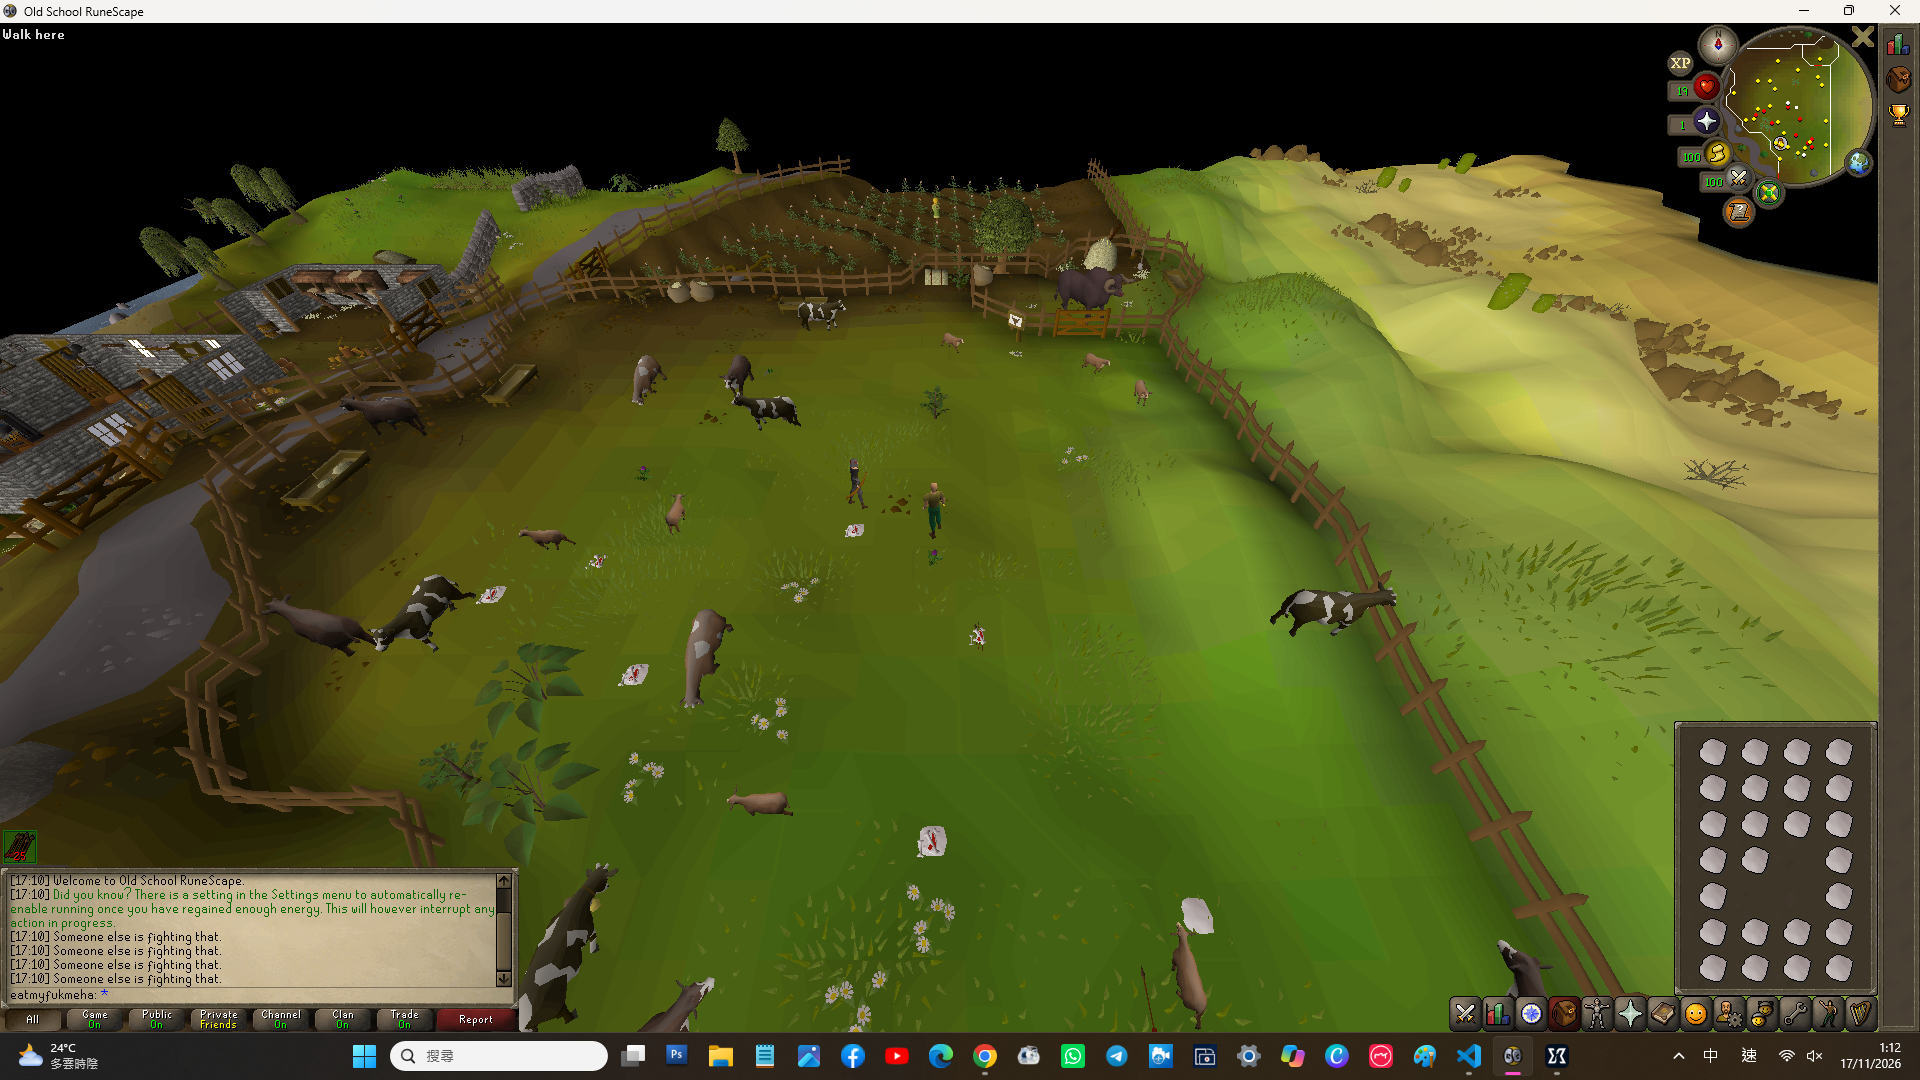 Old School RuneScape
Walk here
N
XP
19
1
100
100
25
[17:10] Welcome to Old School RuneScape.
[17:10] Did you know? There is a setting in the Settings menu to automatically re-
enable running once you have regained enough energy. This will however interrupt any
action in progress.
[17:10] Someone else is fighting that.
[17:10] Someone else is fighting that.
[17:10] Someone else is fighting that.
[17:10] Someone else is fighting that.
eatmyfukmeha: *
All
Game
On
Public
On
Private
Friends
Channel
On
Clan
On
Trade
On
Report
24°C
多雲時陰
搜尋
Ps
中
速
1:12
17/11/2026